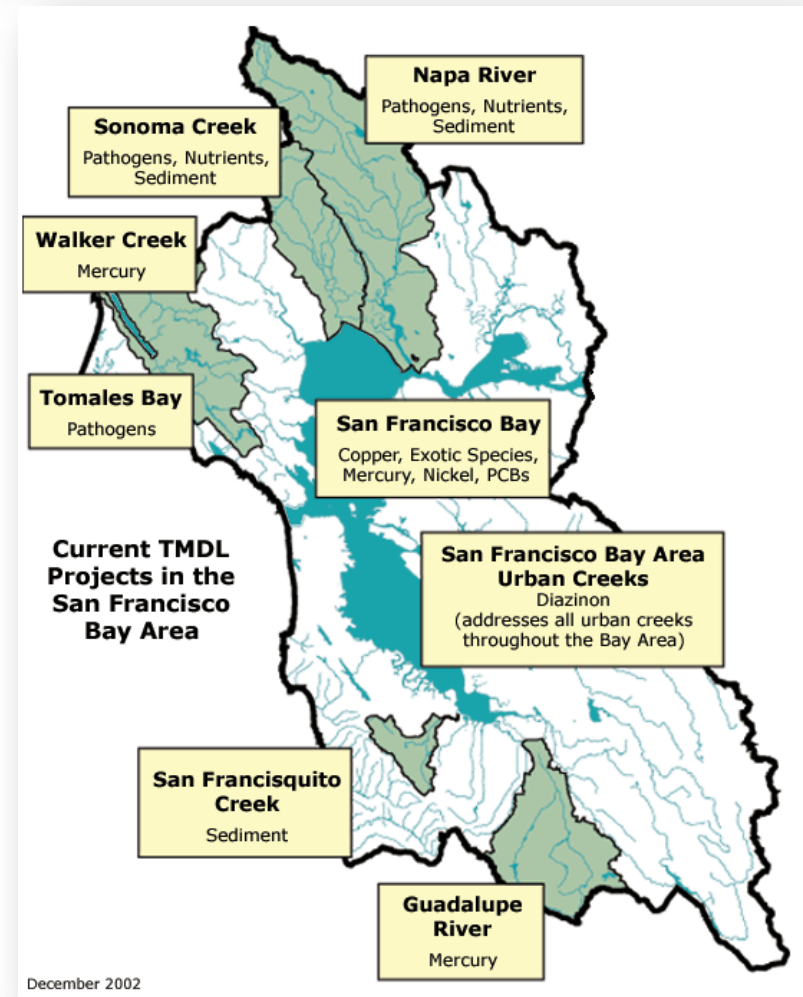 Napa River
Pathogens, Nutrients,
Sediment
Sonoma Creek
Pathogens, Nutrients,
Sediment
Walker Creek
Mercury
Tomales Bay
Pathogens
San Francisco Bay
Copper, Exotic Species,
Mercury, Nickel, PCBs
Current TMDL
Projects in the
San Francisco
Bay Area
San Francisco Bay Area
Urban Creeks
Diazinon
(addresses all urban creeks
throughout the Bay Area)
San Francisquito
Creek
Sediment
Guadalupe
River
Mercury
December 2002